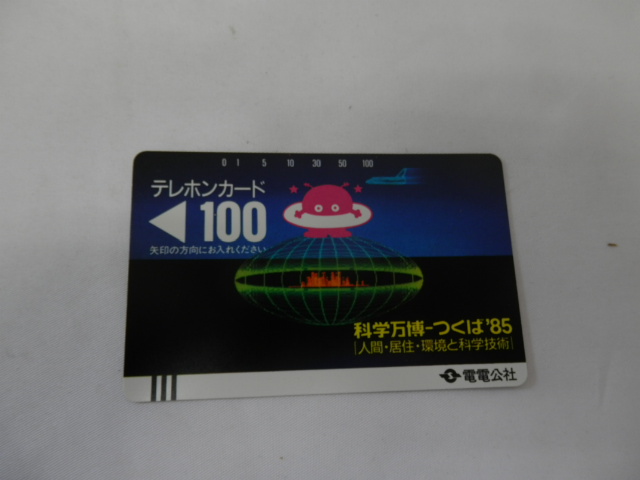 0 1 5 10 30 50 100
テレホンカード
100
矢印の方向にお入れください
科学万博-つくば'85
人間・居住・環境と科学技術
電電公社